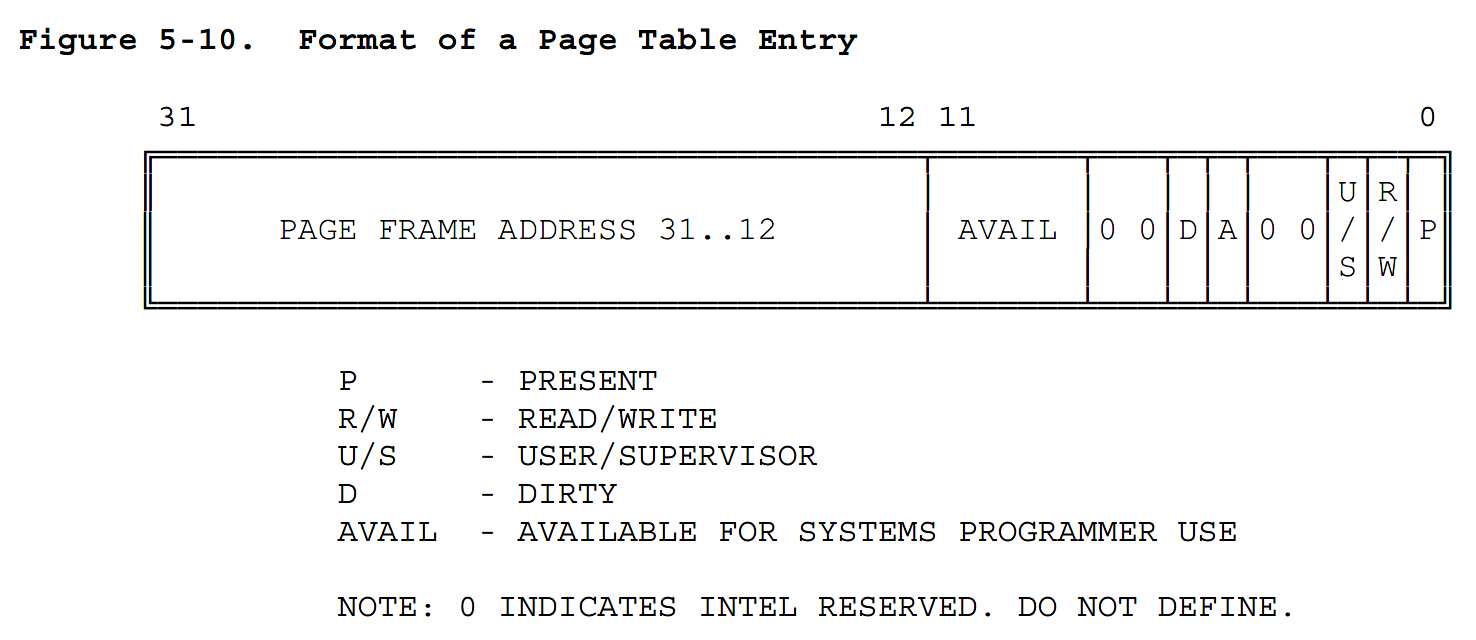 Figure 5-10.  Format of a Page Table Entry
31 12 11 0
U R
PAGE FRAME ADDRESS 31..12 AVAIL 0 0 D A 0 0 / / P
S W
P - PRESENT
R/W - READ/WRITE
U/S - USER/SUPERVISOR
D - DIRTY
AVAIL - AVAILABLE FOR SYSTEMS PROGRAMMER USE
NOTE: 0 INDICATES INTEL RESERVED. DO NOT DEFINE.